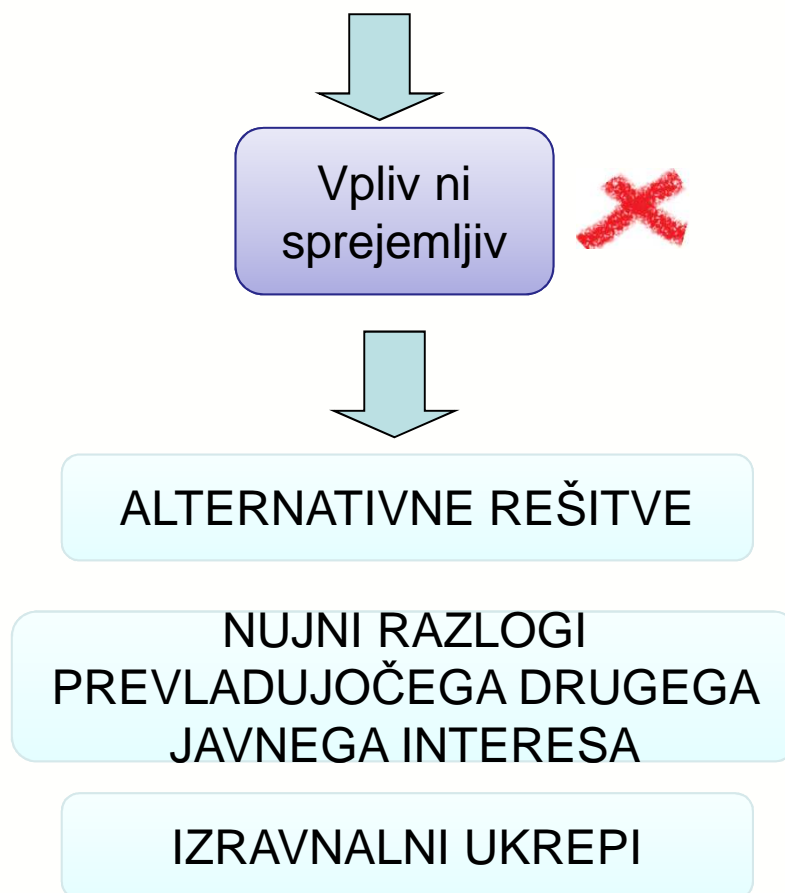 Vpliv ni
sprejemljiv
ALTERNATIVNE REŠITVE
NUJNI RAZLOGI
PREVLADUJOČEGA DRUGEGA
JAVNEGA INTERESA
IZRAVNALNI UKREPI